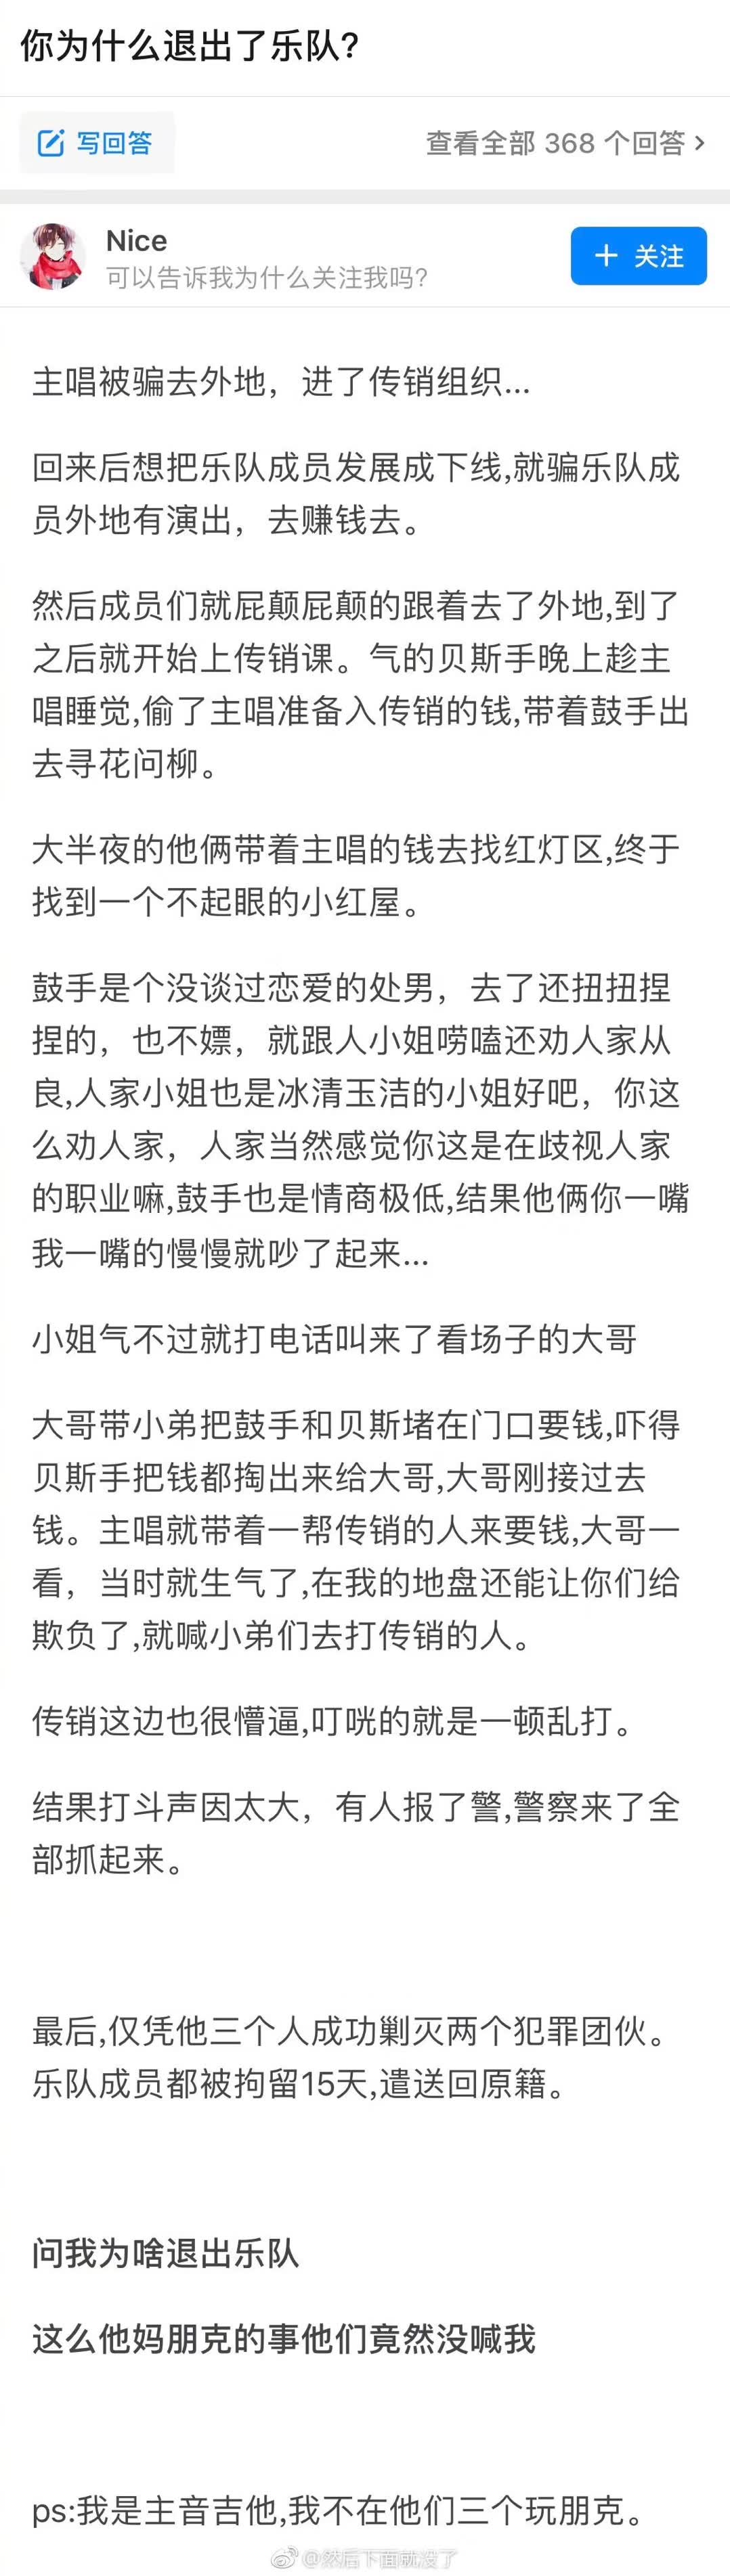 你为什么退出了乐队?
写回答
查看全部 368 个回答 >
Nice
可以告诉我为什么关注我吗?
+ 关注
主唱被骗去外地，进了传销组织...
回来后想把乐队成员发展成下线,就骗乐队成
员外地有演出，去赚钱去。
然后成员们就屁颠屁颠的跟着去了外地,到了
之后就开始上传销课。气的贝斯手晚上趁主
唱睡觉,偷了主唱准备入传销的钱,带着鼓手出
去寻花问柳。
大半夜的他俩带着主唱的钱去找红灯区,终于
找到一个不起眼的小红屋。
鼓手是个没谈过恋爱的处男，去了还扭扭捏
捏的，也不嫖，就跟人小姐唠嗑还劝人家从
良,人家小姐也是冰清玉洁的小姐好吧，你这
么劝人家，人家当然感觉你这是在歧视人家
的职业嘛,鼓手也是情商极低,结果他俩你一嘴
我一嘴的慢慢就吵了起来...
小姐气不过就打电话叫来了看场子的大哥
大哥带小弟把鼓手和贝斯堵在门口要钱,吓得
贝斯手把钱都掏出来给大哥,大哥刚接过去
钱。主唱就带着一帮传销的人来要钱,大哥一
看，当时就生气了,在我的地盘还能让你们给
欺负了,就喊小弟们去打传销的人。
传销这边也很懵逼,叮咣的就是一顿乱打。
结果打斗声因太大，有人报了警,警察来了全
部抓起来。
最后,仅凭他三个人成功剿灭两个犯罪团伙。
乐队成员都被拘留15天,遣送回原籍。
问我为啥退出乐队
这么他妈朋克的事他们竟然没喊我
ps:我是主音吉他,我不在他们三个玩朋克。
@然后下面就没了